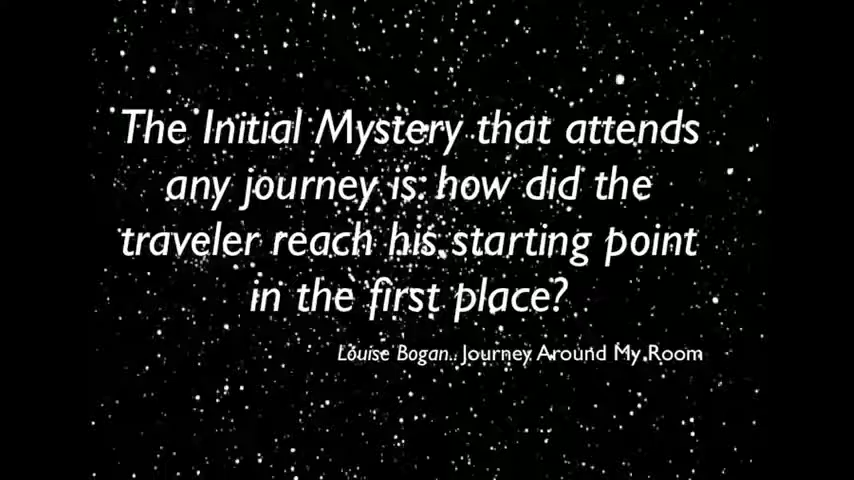 The Initial Mystery that attends
any journey is: how did the
traveler reach his starting point
in the first place?
Louise Bogan.. Journey Around My Room